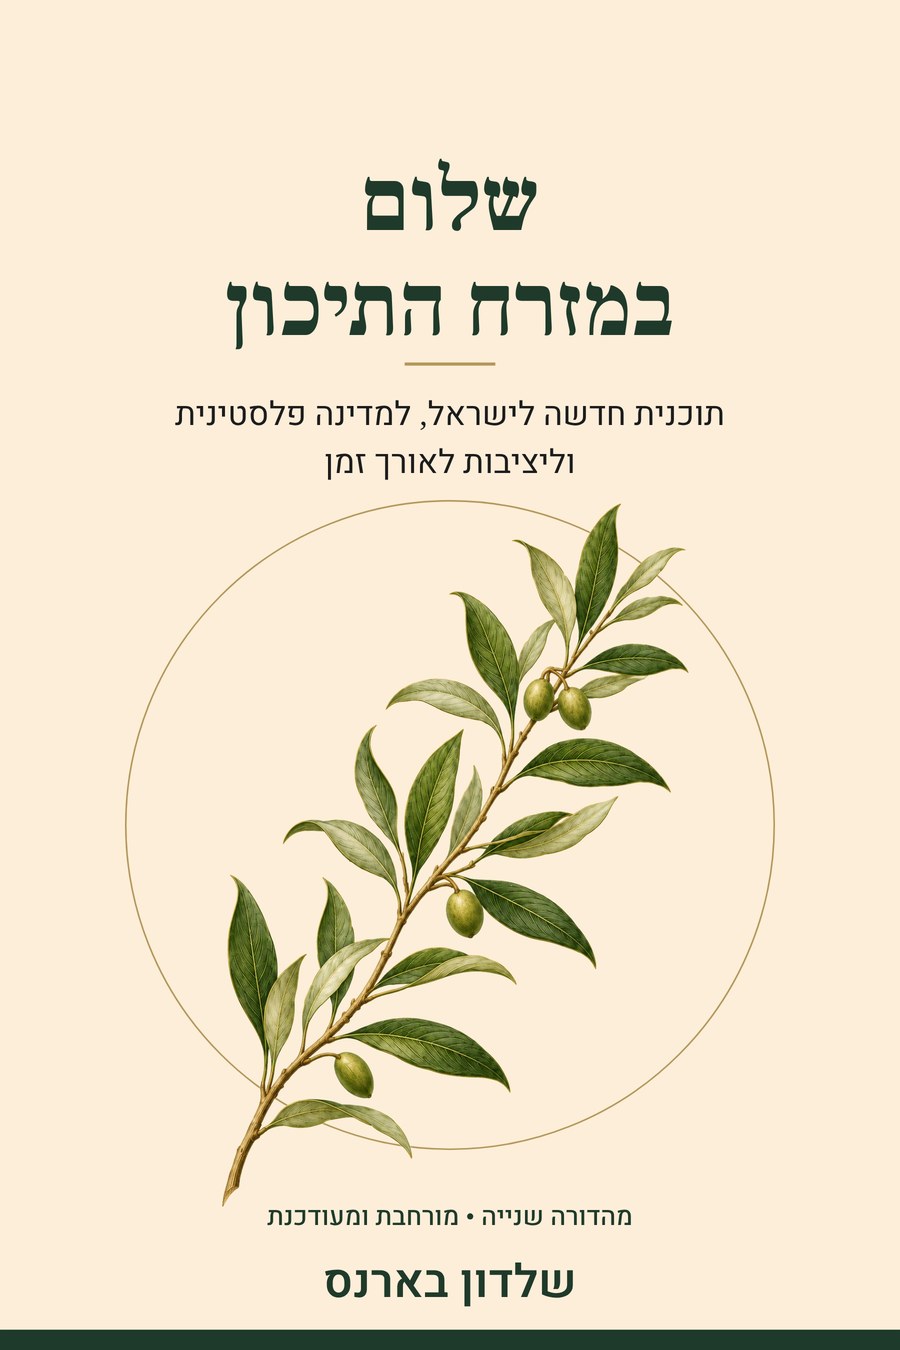 שלום
במזרח התיכון
תוכנית חדשה לישראל, למדינה פלסטינית
וליציבות לאורך זמן
מהדורה שנייה • מורחבת ומעודכנת
שלדון בארנס